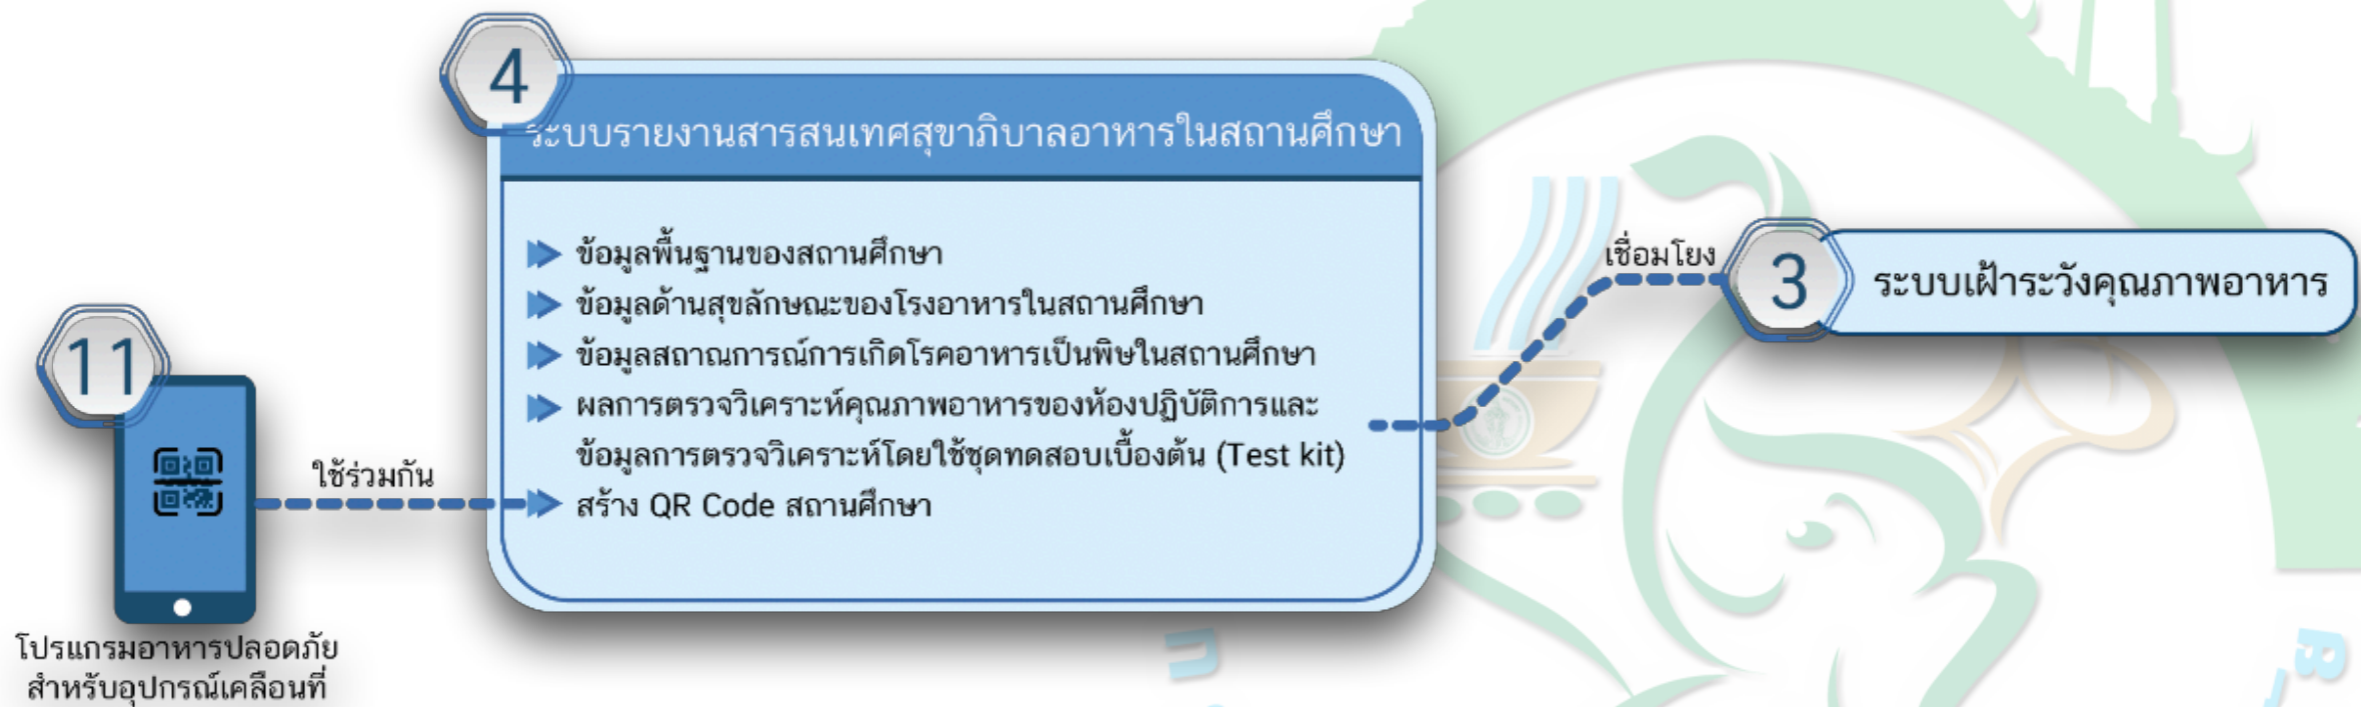 4
ระบบรายงานสารสนเทศสุขาภิบาลอาหารในสถานศึกษา
ข้อมูลพื้นฐานของสถานศึกษา
ข้อมูลด้านสุขลักษณะของโรงอาหารในสถานศึกษา
ข้อมูลสถาณการณ์การเกิดโรคอาหารเป็นพิษในสถานศึกษา
ผลการตรวจวิเคราะห์คุณภาพอาหารของห้องปฏิบัติการและ
ข้อมูลการตรวจวิเคราะห์โดยใช้ชุดทดสอบเบื้องต้น (Test kit)
สร้าง QR Code สถานศึกษา
เชื่อมโยง
3
ระบบเฝ้าระวังคุณภาพอาหาร
11
ใช้ร่วมกัน
โปรแกรมอาหารปลอดภัย
สำหรับอุปกรณ์เคลื่อนที่